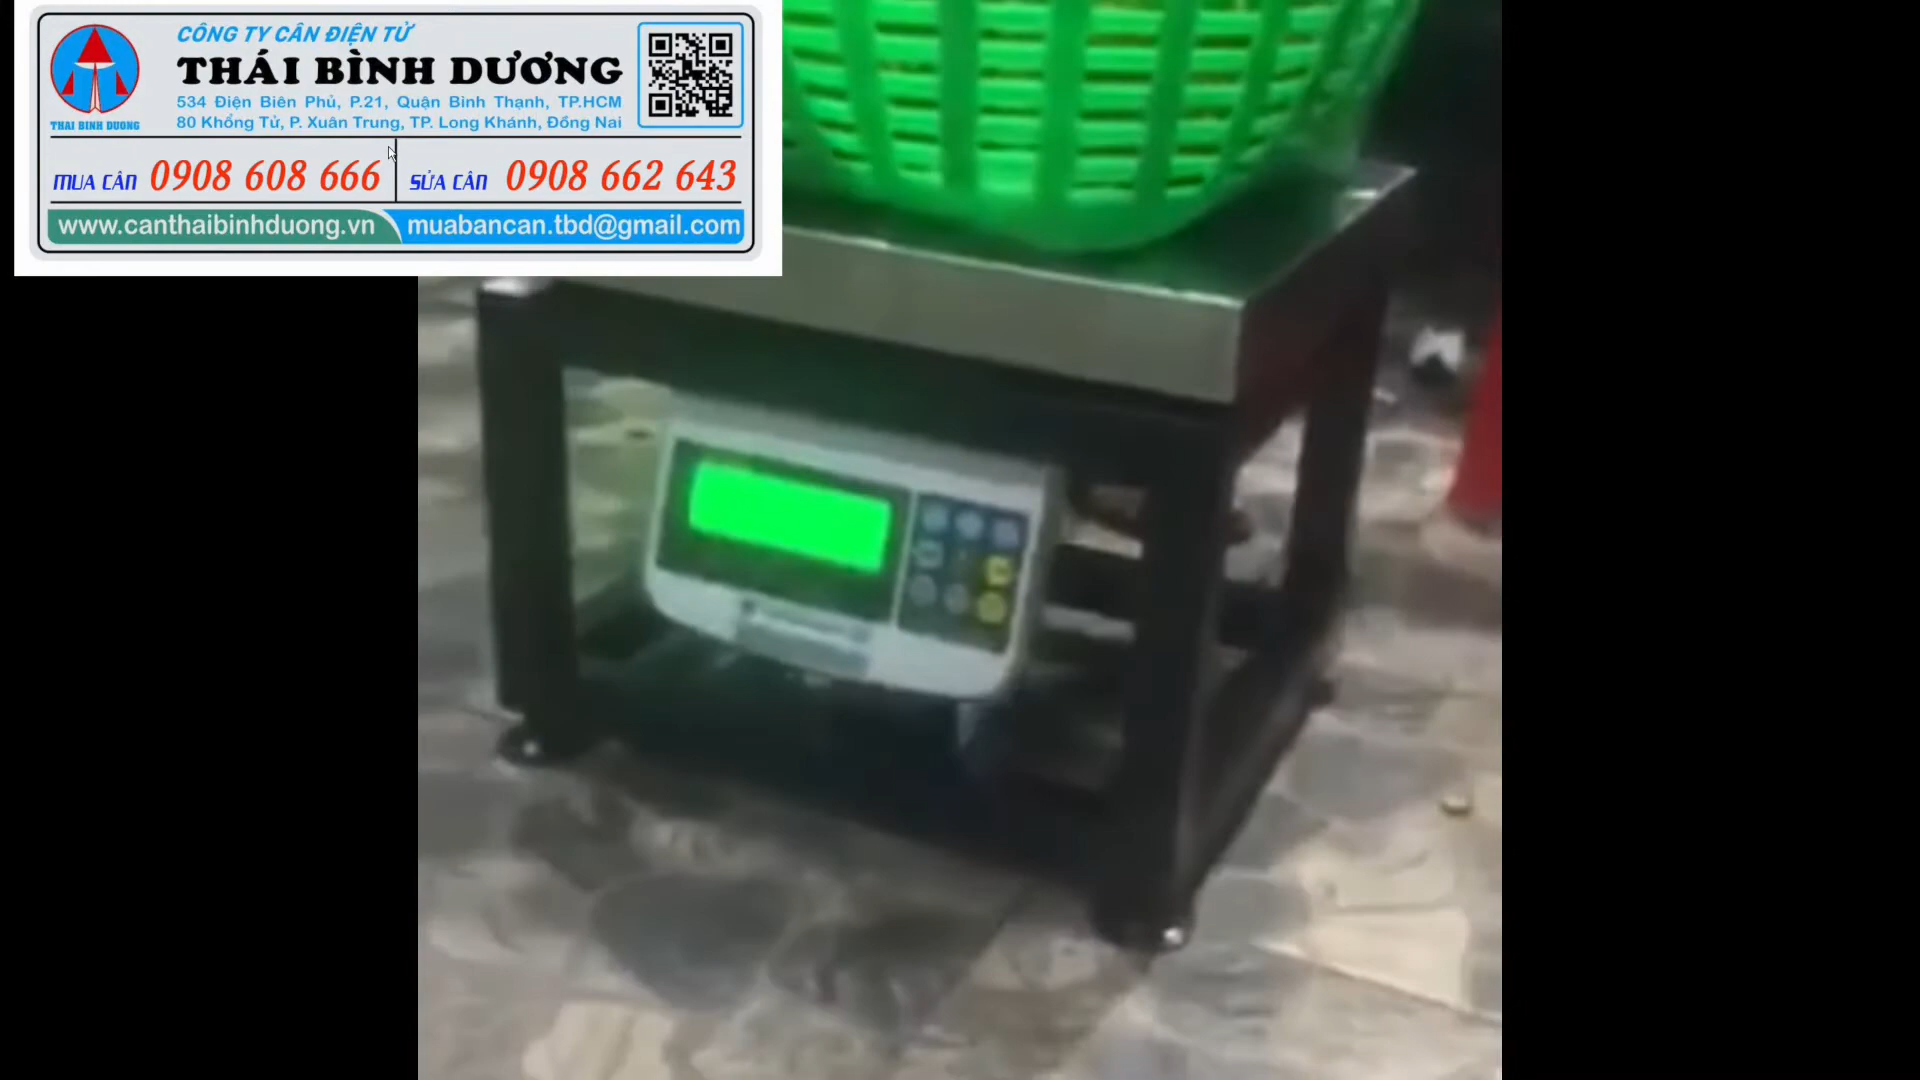 CÔNG TY CÂN ĐIỆN TỬ
THÁI BÌNH DƯƠNG
534 Điện Biên Phủ, P.21, Quận Bình Thạnh, TP.HCM
80 Khổng Tử, P. Xuân Trung, TP. Long Khánh, Đồng Nai
THAI BINH DUONG
MUA CÂN 0908 608 666
SỬA CÂN 0908 662 643
www.canthaibinhduong.vn
muabancan.tbd@gmail.com